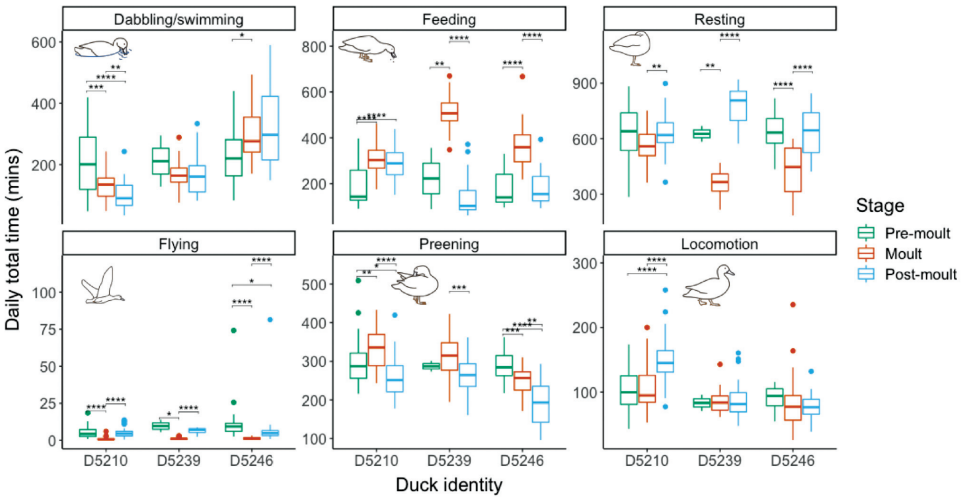 Dabbling/swimming
Feeding
Resting
Daily total time (mins)
600
400
200
*
**
****
***
800
600
400
200
****
****
**
****
****
****
900
600
300
**
**
****
****
****
Flying
Preening
Locomotion
100
75
50
25
0
****
****
*
****
****
*
****
500
400
300
200
100
****
*
**
***
**
****
***
300
200
100
****
****
D5210
D5239
D5246
D5210
D5239
D5246
D5210
D5239
D5246
Duck identity
Stage
Pre-moult
Moult
Post-moult